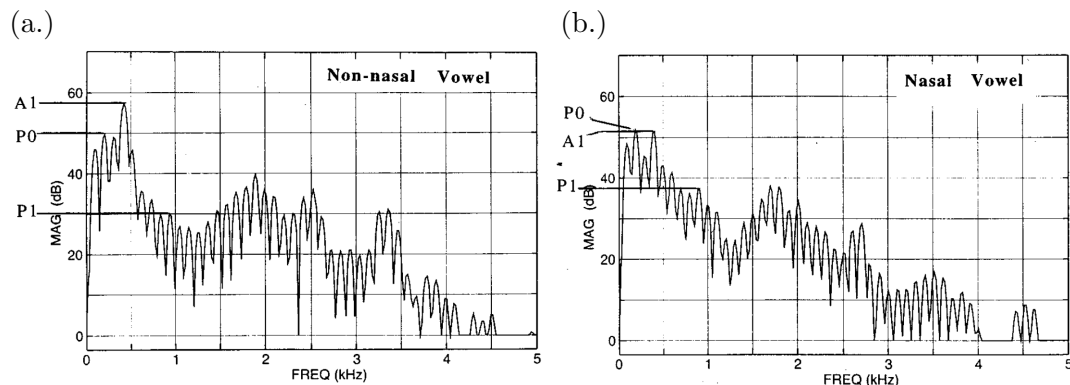 (a.)
Non-nasal Vowel
A1
P0
P1
MAG (dB)
60
40
20
0
0 1 2 3 4 5
FREQ (kHz)
(b.)
Nasal Vowel
P0
A1
P1
MAG (dB)
60
40
20
0
0 1 2 3 4 5
FREQ (kHz)